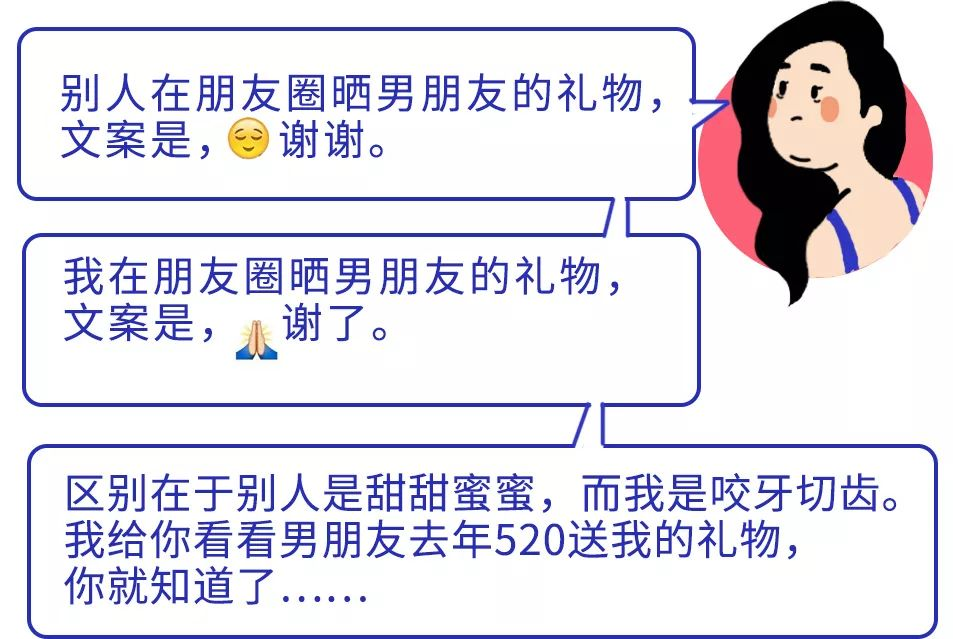 别人在朋友圈晒男朋友的礼物，
文案是，😌谢谢。
我在朋友圈晒男朋友的礼物，
文案是，🙏谢了。
区别在于别人是甜甜蜜蜜，而我是咬牙切齿。
我给你看看男朋友去年520送我的礼物，
你就知道了……